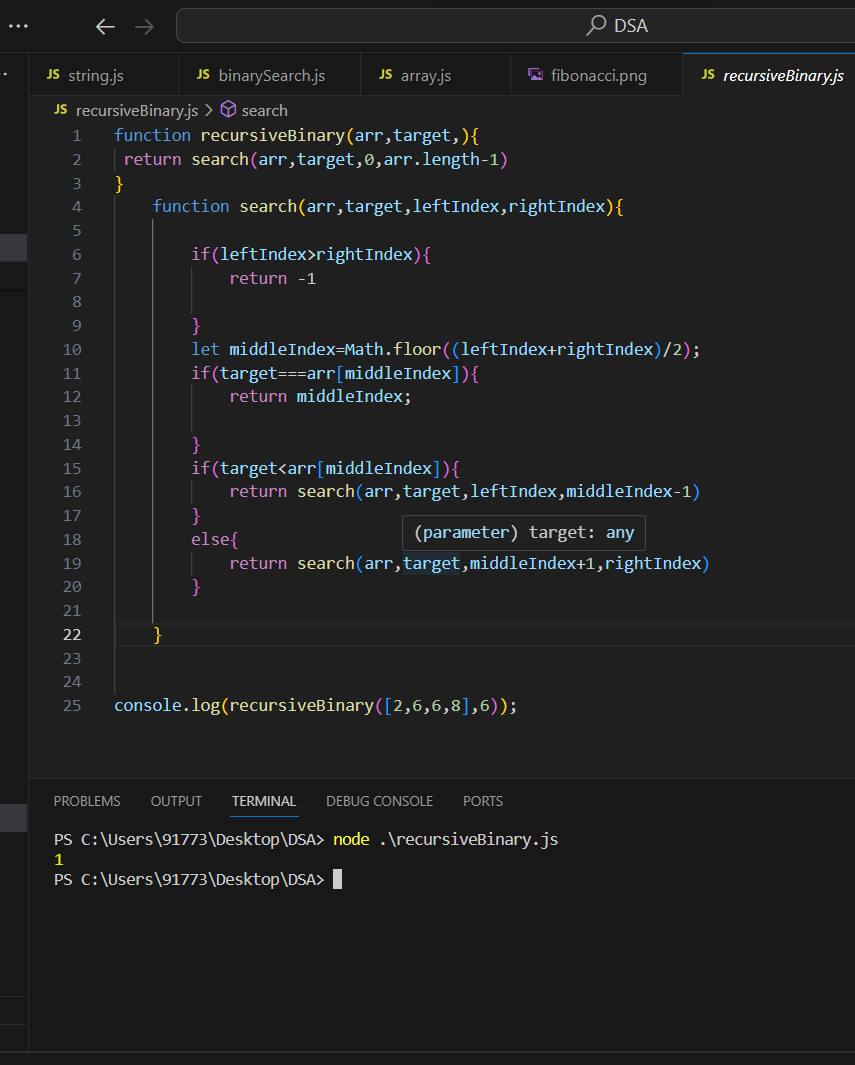 DSA
JS string.js JS binarySearch.js JS array.js fibonacci.png JS recursiveBinary.js
JS recursiveBinary.js > search
1 function recursiveBinary(arr,target,){
2 return search(arr,target,0,arr.length-1)
3 }
4 function search(arr,target,leftIndex,rightIndex){
5
6 if(leftIndex>rightIndex){
7 return -1
8
9 }
10 let middleIndex=Math.floor((leftIndex+rightIndex)/2);
11 if(target===arr[middleIndex]){
12 return middleIndex;
13
14 }
15 if(target<arr[middleIndex]){
16 return search(arr,target,leftIndex,middleIndex-1)
17 }
(parameter) target: any
18 else{
19 return search(arr,target,middleIndex+1,rightIndex)
20 }
21
22 }
23
24
25 console.log(recursiveBinary([2,6,6,8],6));
PROBLEMS OUTPUT TERMINAL DEBUG CONSOLE PORTS
PS C:\Users\91773\Desktop\DSA> node .\recursiveBinary.js
1
PS C:\Users\91773\Desktop\DSA>